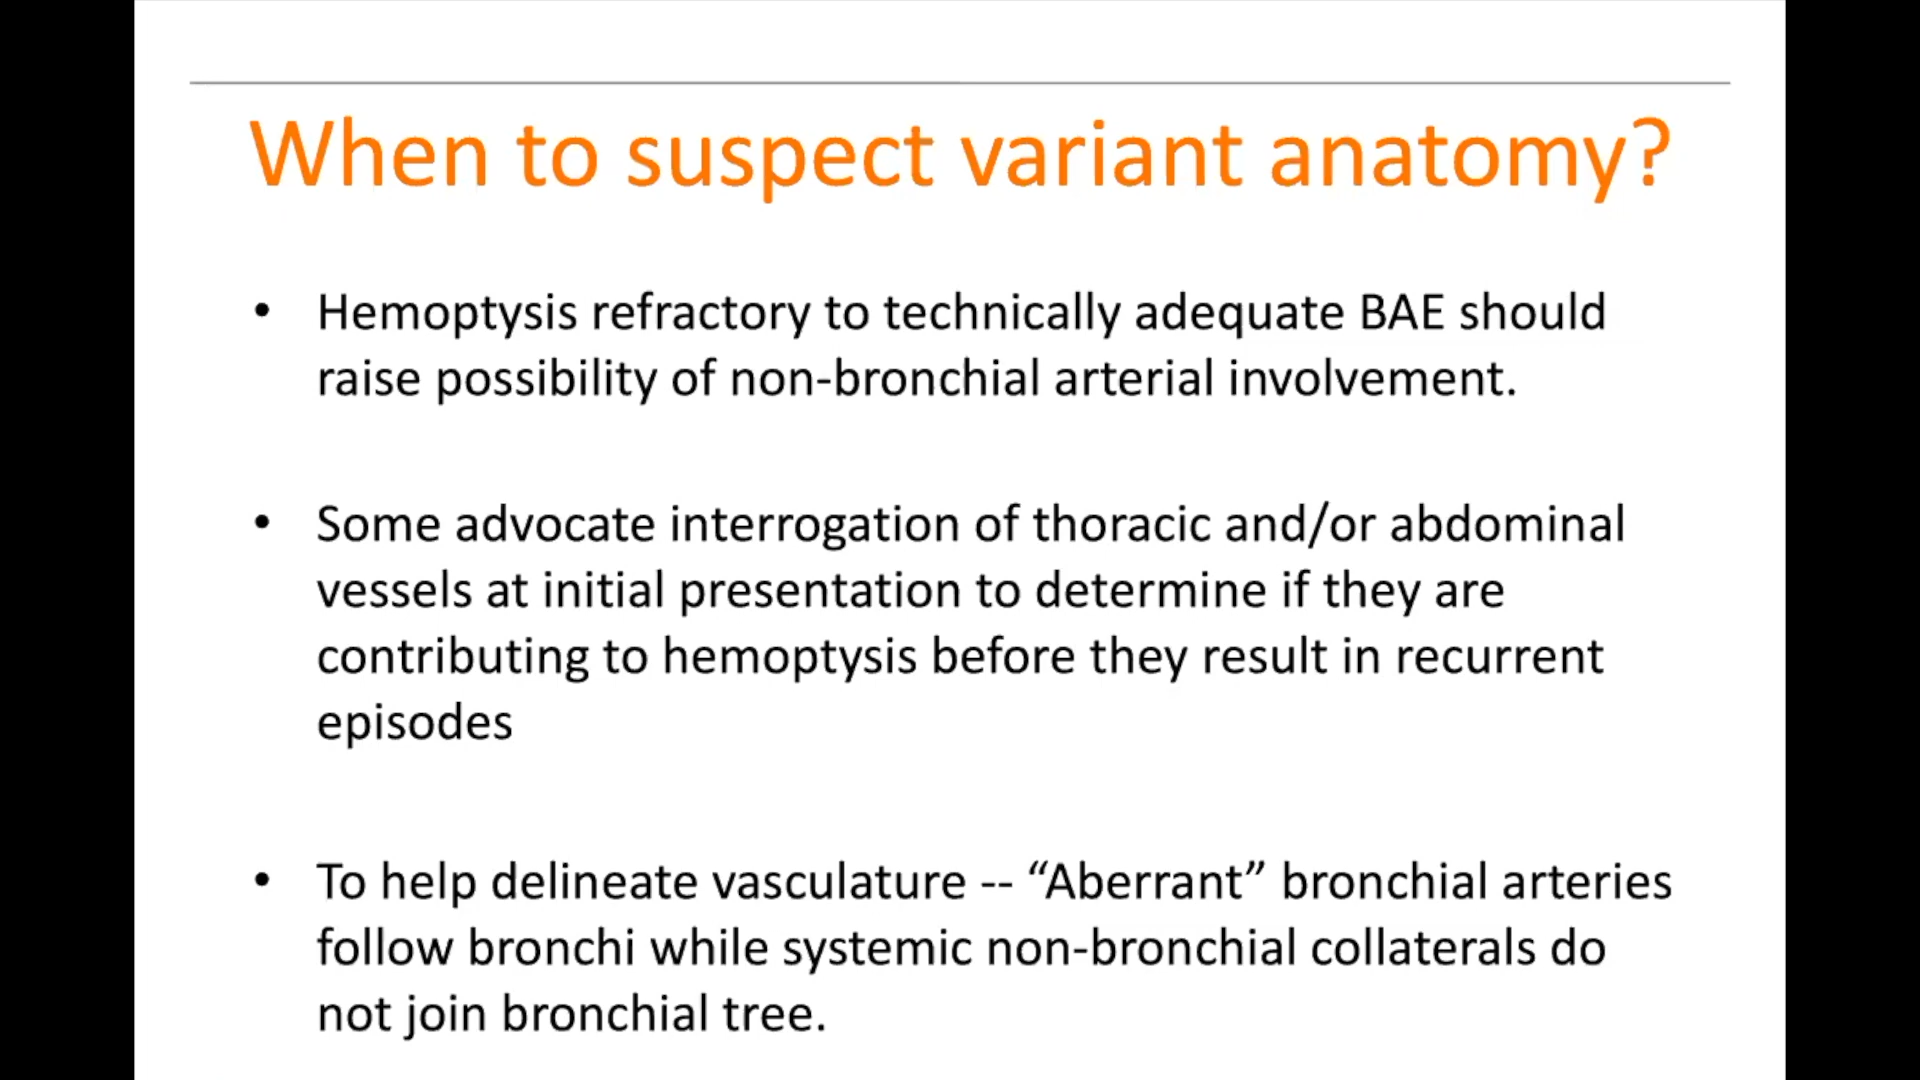 When to suspect variant anatomy?
• Hemoptysis refractory to technically adequate BAE should
raise possibility of non-bronchial arterial involvement.
• Some advocate interrogation of thoracic and/or abdominal
vessels at initial presentation to determine if they are
contributing to hemoptysis before they result in recurrent
episodes
• To help delineate vasculature -- “Aberrant” bronchial arteries
follow bronchi while systemic non-bronchial collaterals do
not join bronchial tree.